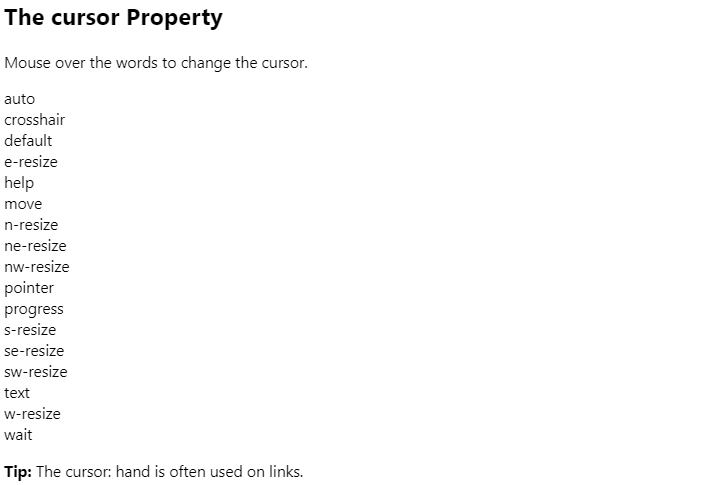 The cursor Property
Mouse over the words to change the cursor.
auto
crosshair
default
e-resize
help
move
n-resize
ne-resize
nw-resize
pointer
progress
s-resize
se-resize
sw-resize
text
w-resize
wait
Tip: The cursor: hand is often used on links.